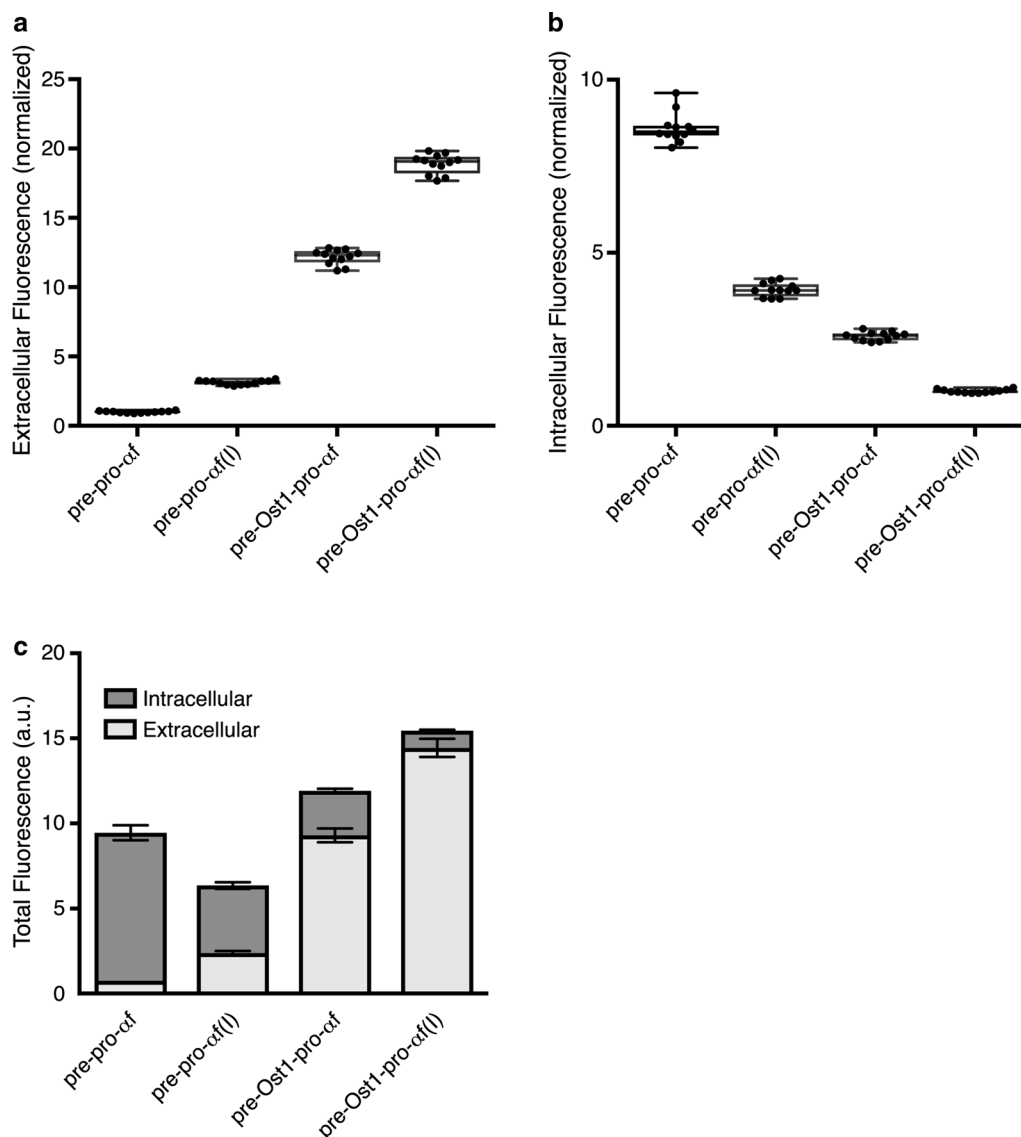 a
Extracellular Fluorescence (normalized)
25
20
15
10
5
0
pre-pro-αf
pre-pro-αf(I)
pre-Ost1-pro-αf
pre-Ost1-pro-αf(I)
b
Intracellular Fluorescence (normalized)
10
5
0
pre-pro-αf
pre-pro-αf(I)
pre-Ost1-pro-αf
pre-Ost1-pro-αf(I)
c
Total Fluorescence (a.u.)
20
15
10
5
0
Intracellular
Extracellular
pre-pro-αf
pre-pro-αf(I)
pre-Ost1-pro-αf
pre-Ost1-pro-αf(I)